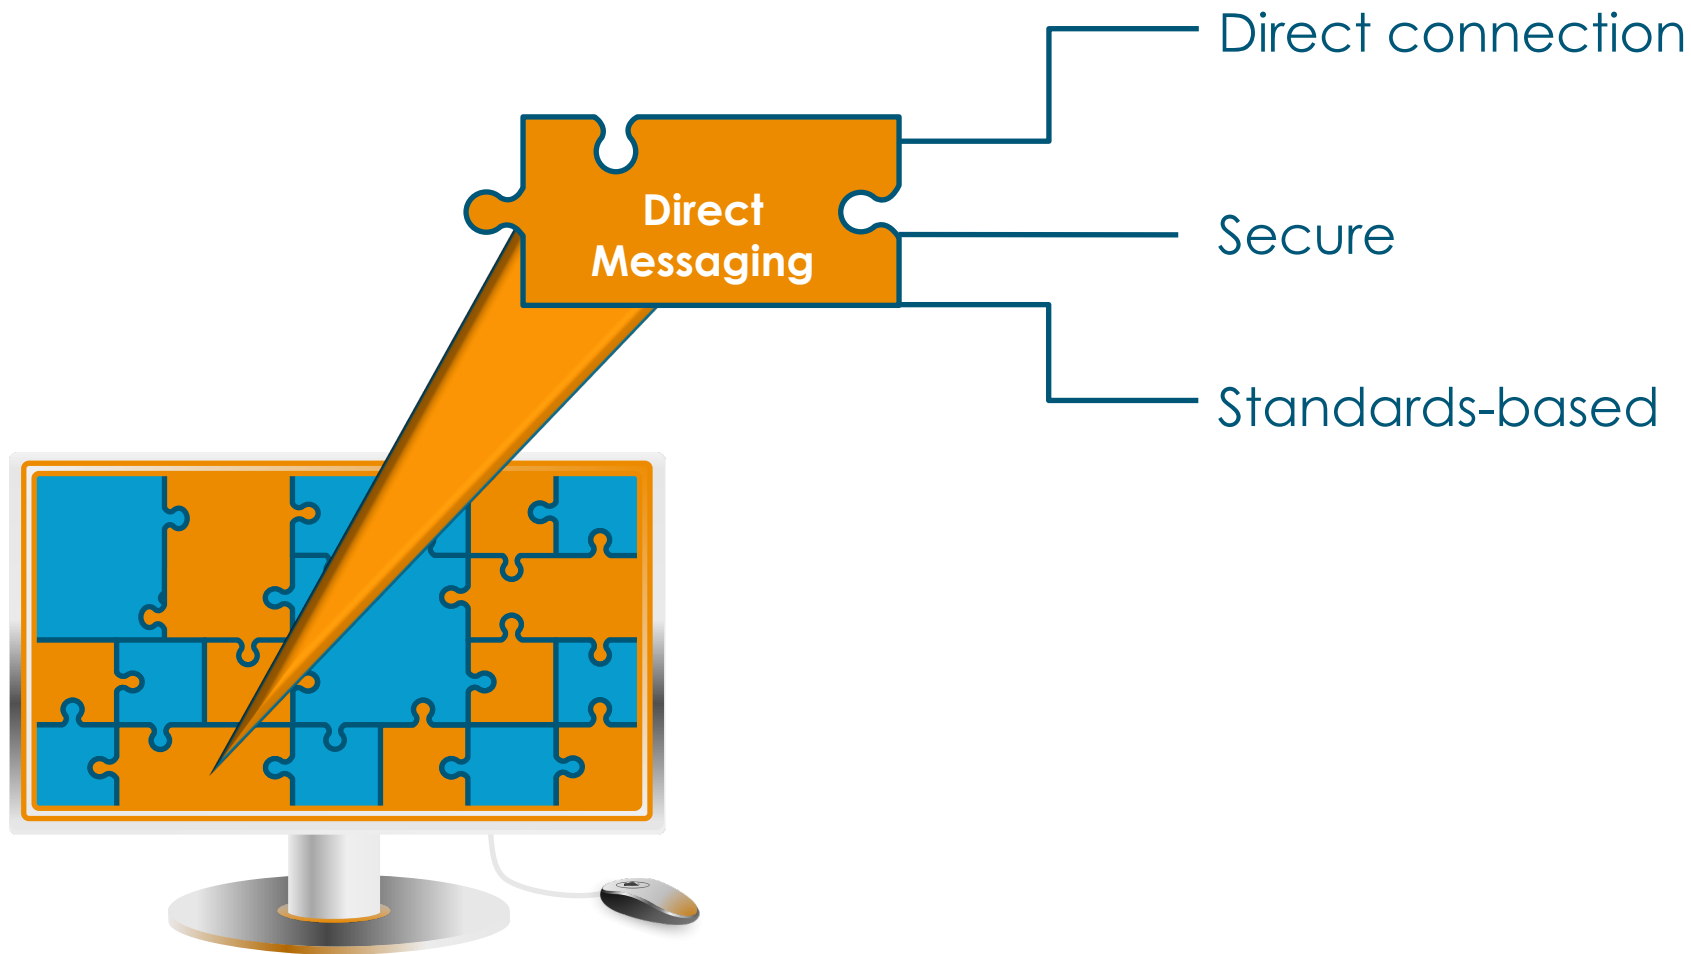 Direct connection
Direct
Messaging
Secure
Standards-based